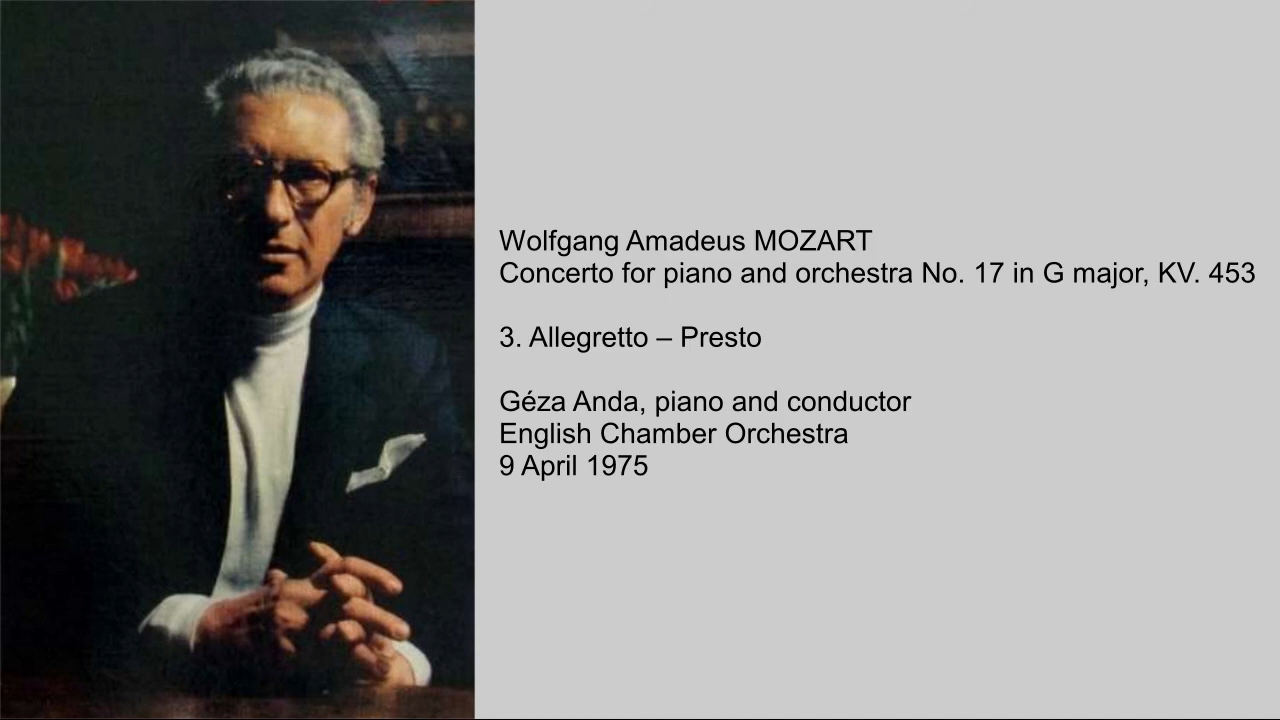 Wolfgang Amadeus MOZART
Concerto for piano and orchestra No. 17 in G major, KV. 453
3. Allegretto – Presto
Géza Anda, piano and conductor
English Chamber Orchestra
9 April 1975